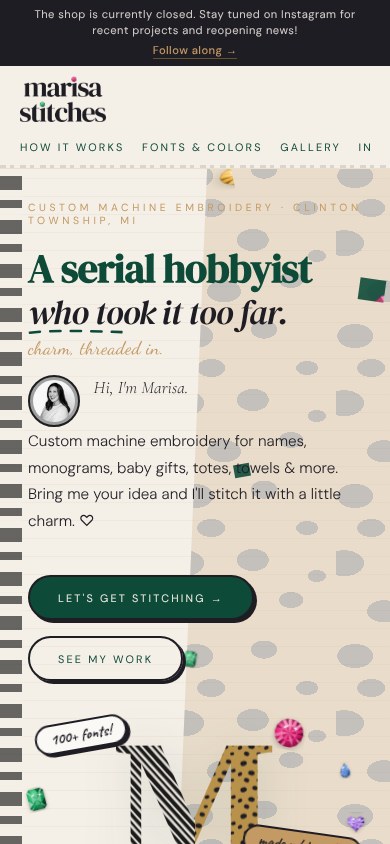 The shop is currently closed. Stay tuned on Instagram for
recent projects and reopening news!
Follow along →
marisa
stitches
HOW IT WORKS FONTS & COLORS GALLERY IN
CUSTOM MACHINE EMBROIDERY · CLINTON
TOWNSHIP, MI
A serial hobbyist
who took it too far.
charm, threaded in.
Hi, I'm Marisa.
Custom machine embroidery for names,
monograms, baby gifts, totes, towels & more.
Bring me your idea and I'll stitch it with a little
charm. ♡
LET'S GET STITCHING →
SEE MY WORK
100+ fonts!
M